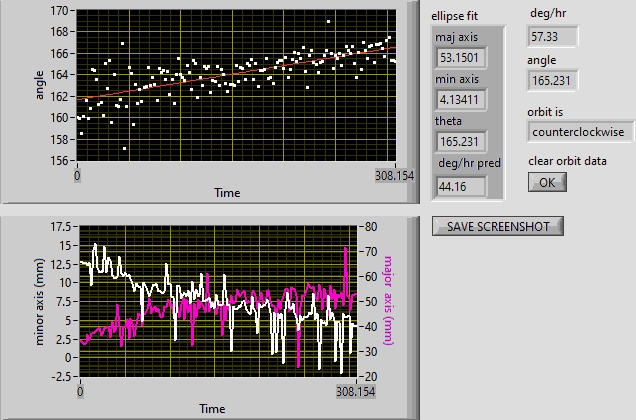 170
168
166
164
162
160
158
156
angle
0
308.154
Time
ellipse fit
maj axis
53.1501
min axis
4.13411
theta
165.231
deg/hr pred
44.16
deg/hr
57.33
angle
165.231
orbit is
counterclockwise
clear orbit data
OK
SAVE SCREENSHOT
17.5
15
12.5
10
7.5
5
2.5
0
-2.5
minor axis (mm)
80
70
60
50
40
30
20
major axis (mm)
0
308.154
Time